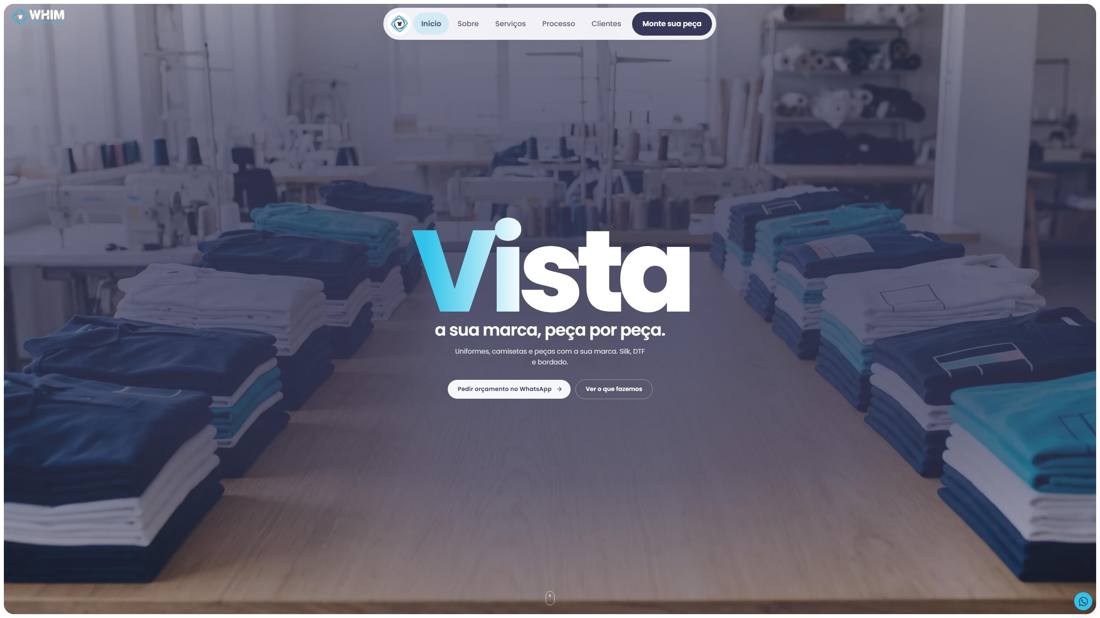 WHIM
Início Sobre Serviços Processo Clientes Monte sua peça
Vista
a sua marca, peça por peça.
Uniformes, camisetas e peças com a sua marca. Silk, DTF
e bordado.
Pedir orçamento no WhatsApp → Ver o que fazemos